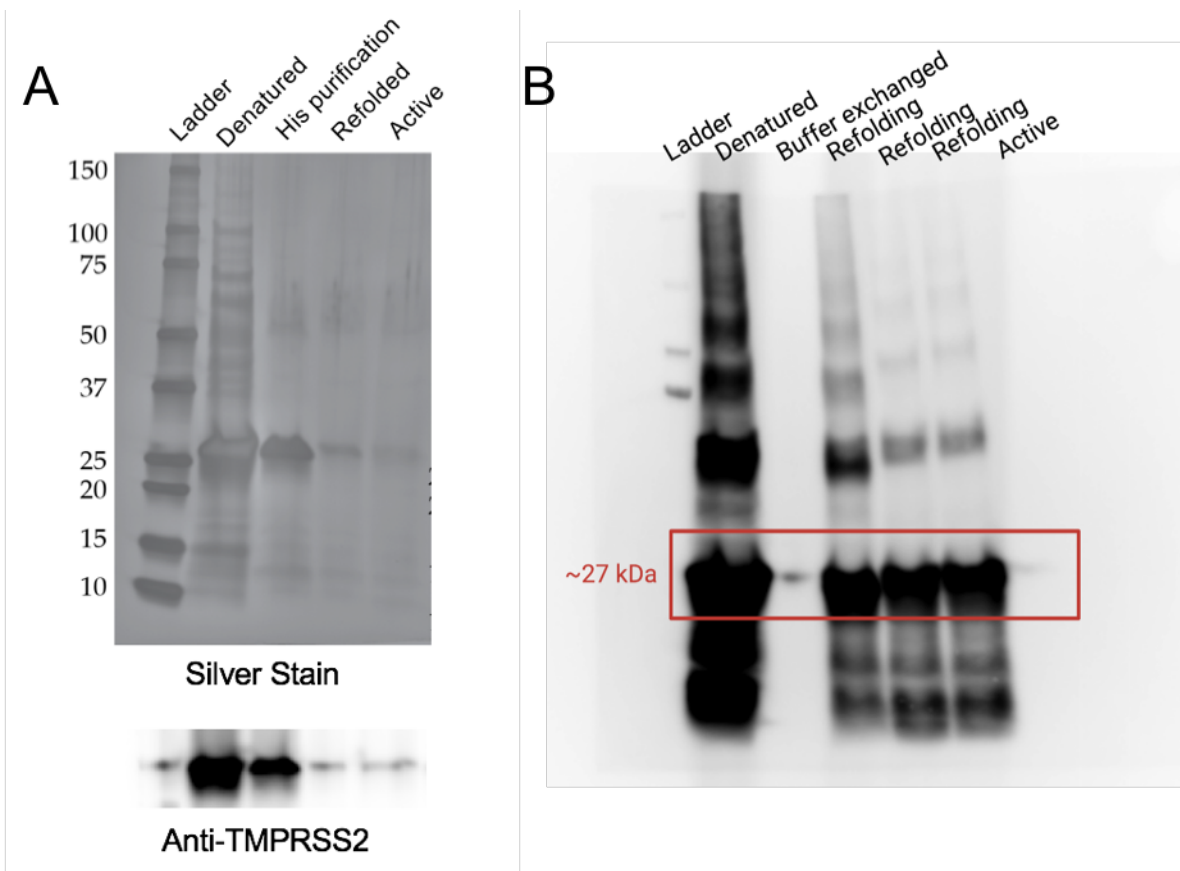 A
Ladder
Denatured
His purification
Refolded
Active
150
100
75
50
37
25
20
15
10
Silver Stain
Anti-TMPRSS2
B
Ladder
Denatured
Buffer exchanged
Refolding
Refolding
Refolding
Active
~27 kDa